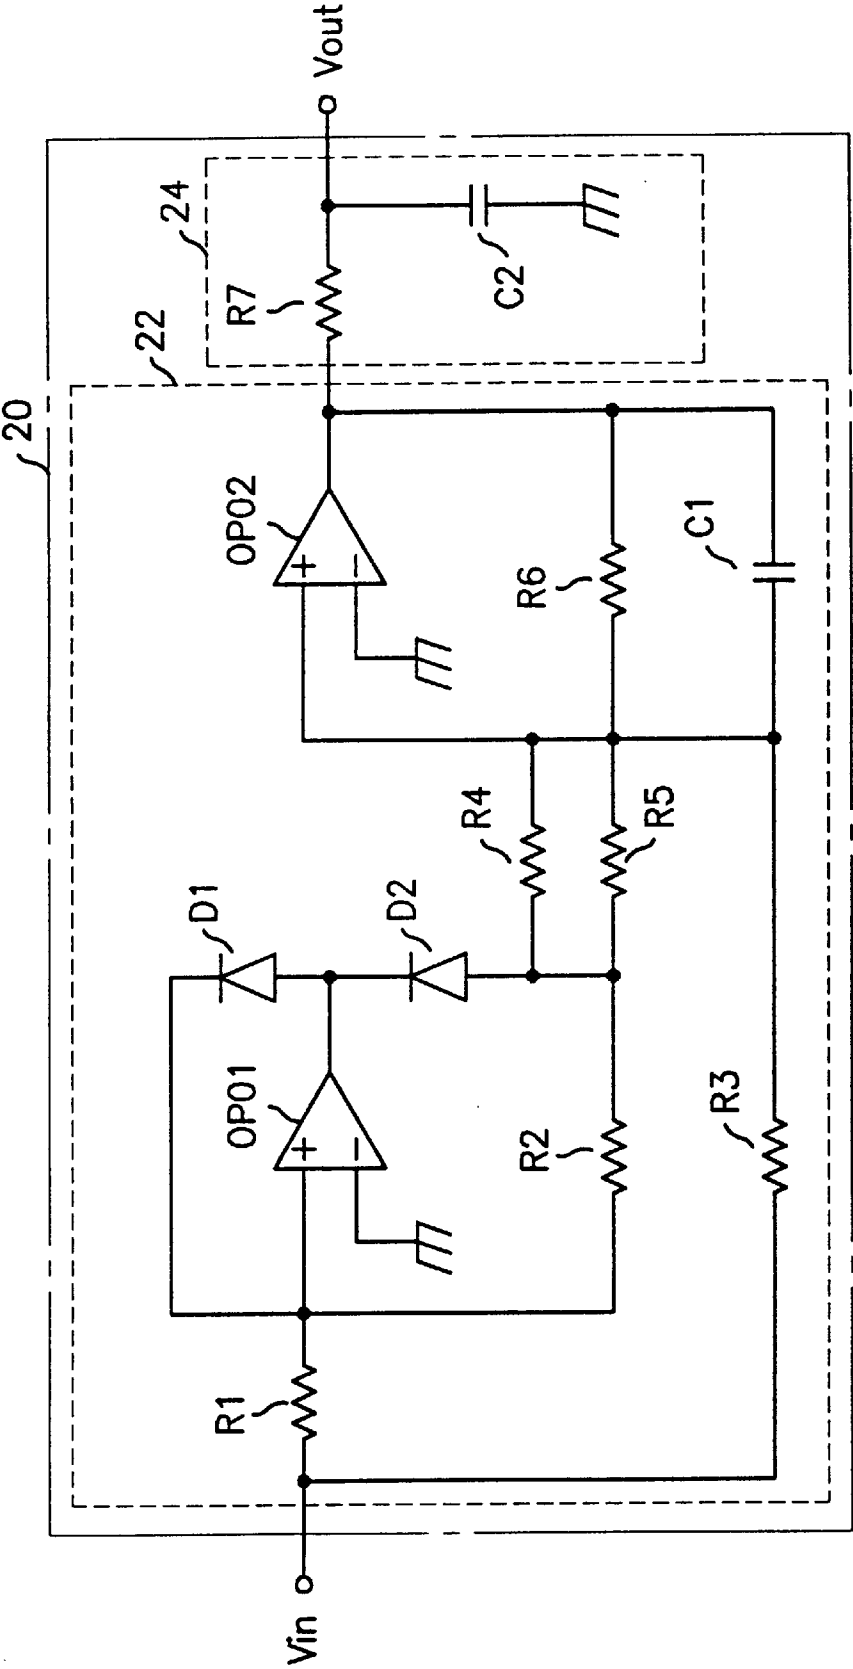 20
22
24
Vin
R1
OP01
+
−
D1
D2
R2
R3
R4
R5
OP02
+
−
R6
C1
R7
C2
Vout